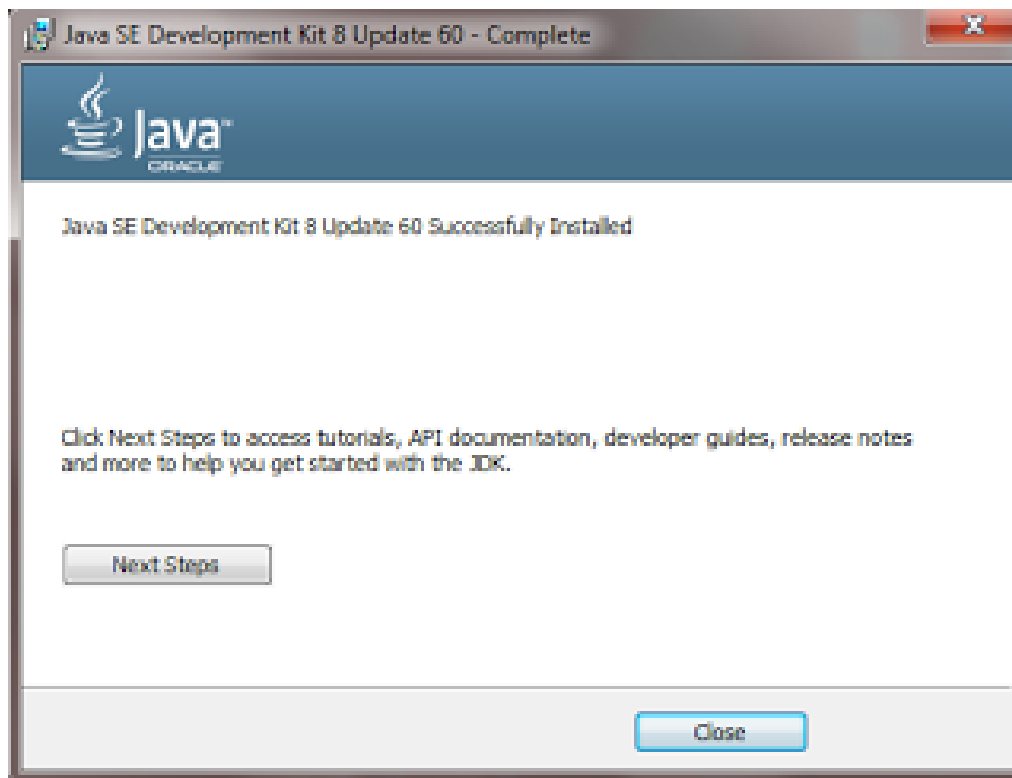 Java SE Development Kit 8 Update 60 - Complete
Java™
ORACLE
Java SE Development Kit 8 Update 60 Successfully Installed
Click Next Steps to access tutorials, API documentation, developer guides, release notes
and more to help you get started with the JDK.
Next Steps
Close